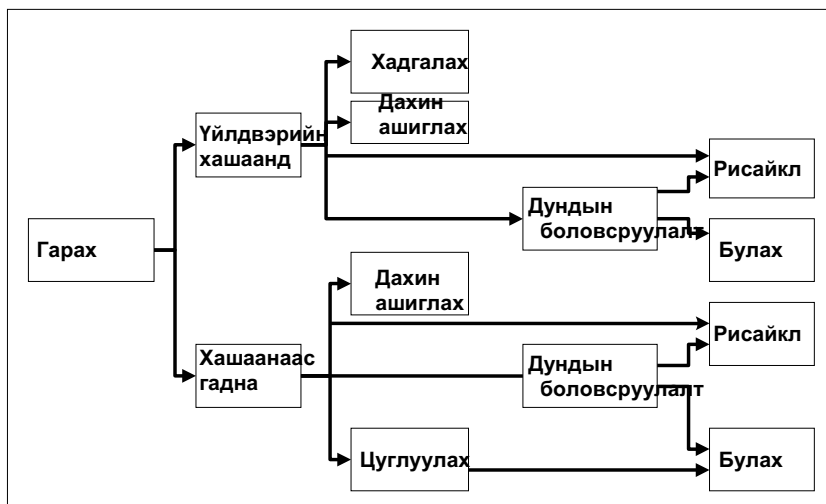 Гарах
Үйлдвэрийн
хашаанд
Хадгалах
Дахин
ашиглах
Рисайкл
Дундын
боловсруулалт
Булах
Хашаанаас
гадна
Дахин
ашиглах
Рисайкл
Дундын
боловсруулалт
Цуглуулах
Булах